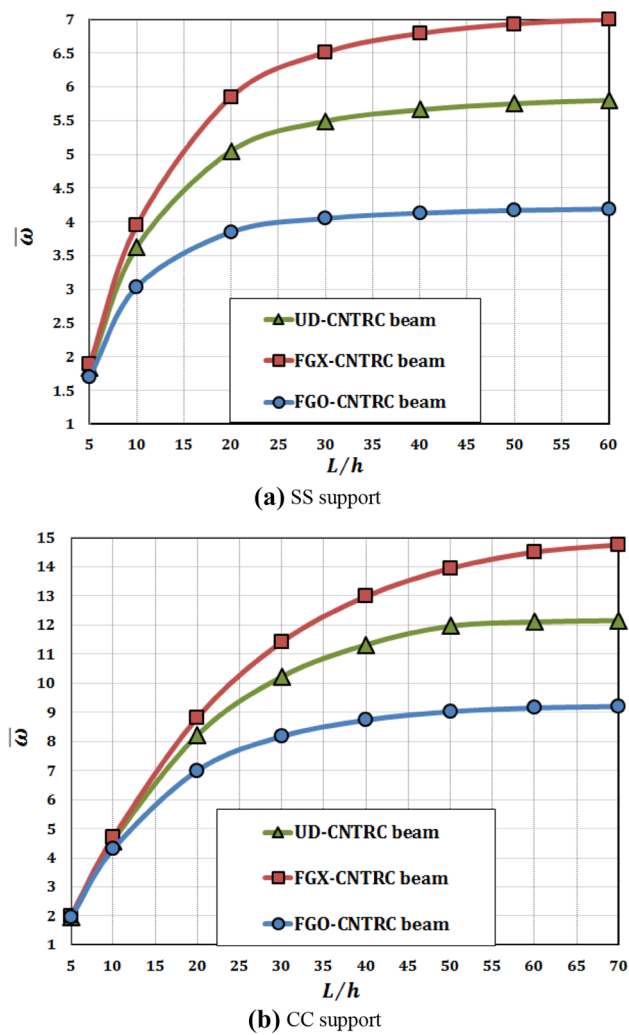 7
6.5
6
5.5
5
4.5
4
3.5
3
2.5
2
1.5
1
ω̅
UD-CNTRC beam
FGX-CNTRC beam
FGO-CNTRC beam
5 10 15 20 25 30 35 40 45 50 55 60
L/h
(a) SS support
15
14
13
12
11
10
9
8
7
6
5
4
3
2
1
ω̅
UD-CNTRC beam
FGX-CNTRC beam
FGO-CNTRC beam
5 10 15 20 25 30 35 40 45 50 55 60 65 70
L/h
(b) CC support